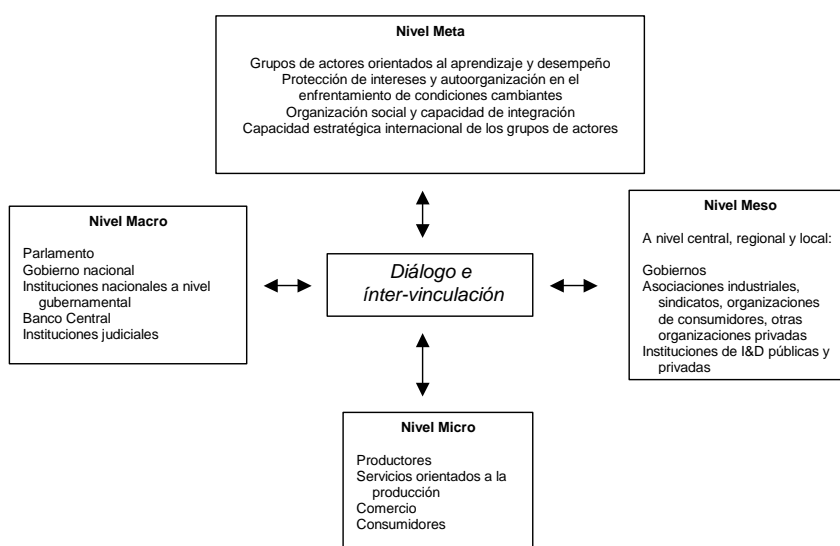 Nivel Meta
Grupos de actores orientados al aprendizaje y desempeño
Protección de intereses y autoorganización en el
enfrentamiento de condiciones cambiantes
Organización social y capacidad de integración
Capacidad estratégica internacional de los grupos de actores
Nivel Macro
Parlamento
Gobierno nacional
Instituciones nacionales a nivel
gubernamental
Banco Central
Instituciones judiciales
Diálogo e
ínter-vinculación
Nivel Meso
A nivel central, regional y local:
Gobiernos
Asociaciones industriales,
sindicatos, organizaciones
de consumidores, otras
organizaciones privadas
Instituciones de I&D públicas y
privadas
Nivel Micro
Productores
Servicios orientados a la
producción
Comercio
Consumidores